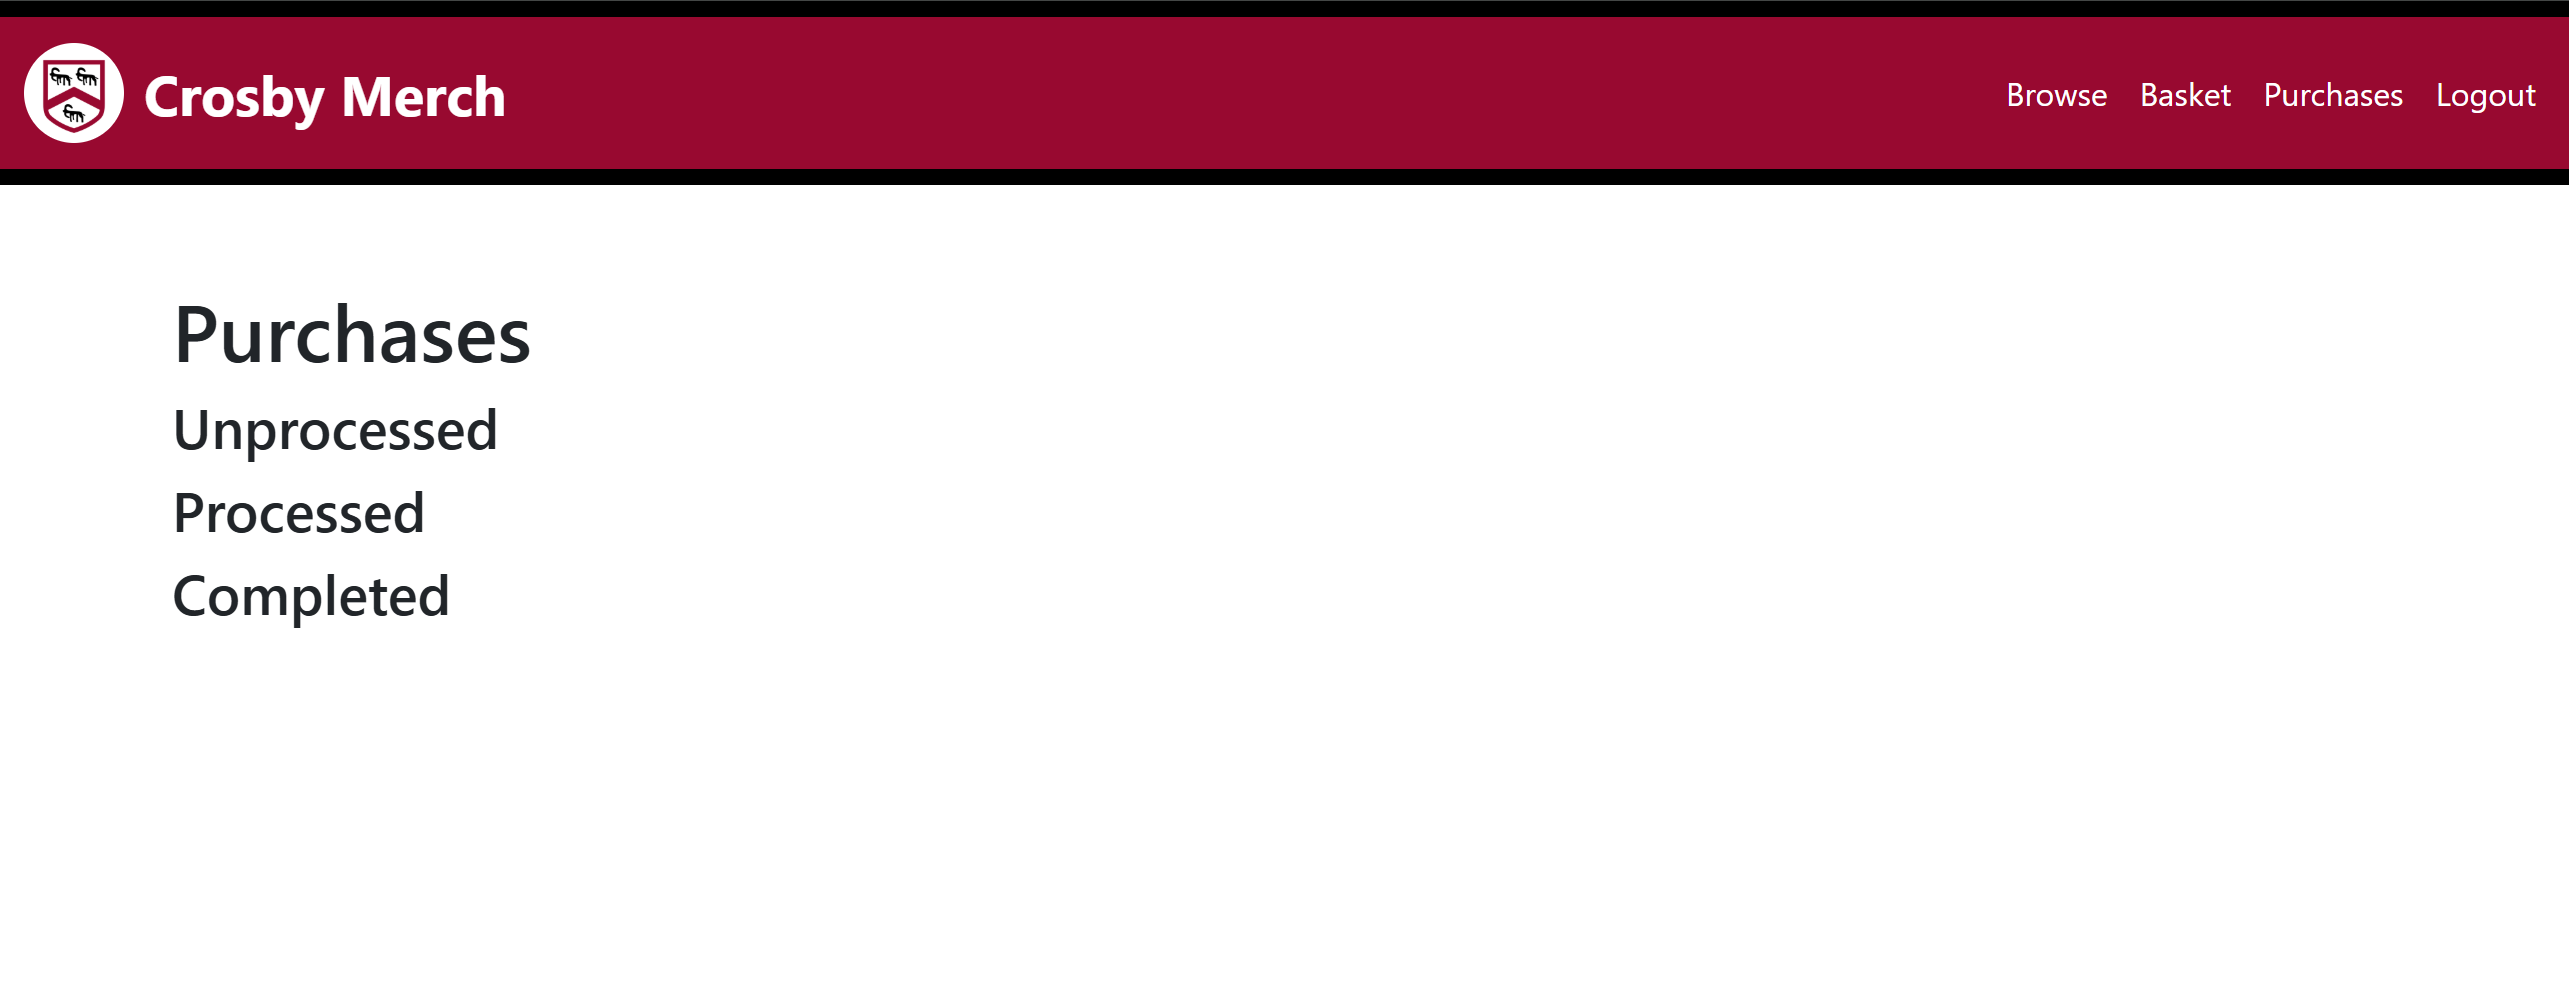 Crosby Merch
Browse Basket Purchases Logout
Purchases
Unprocessed
Processed
Completed